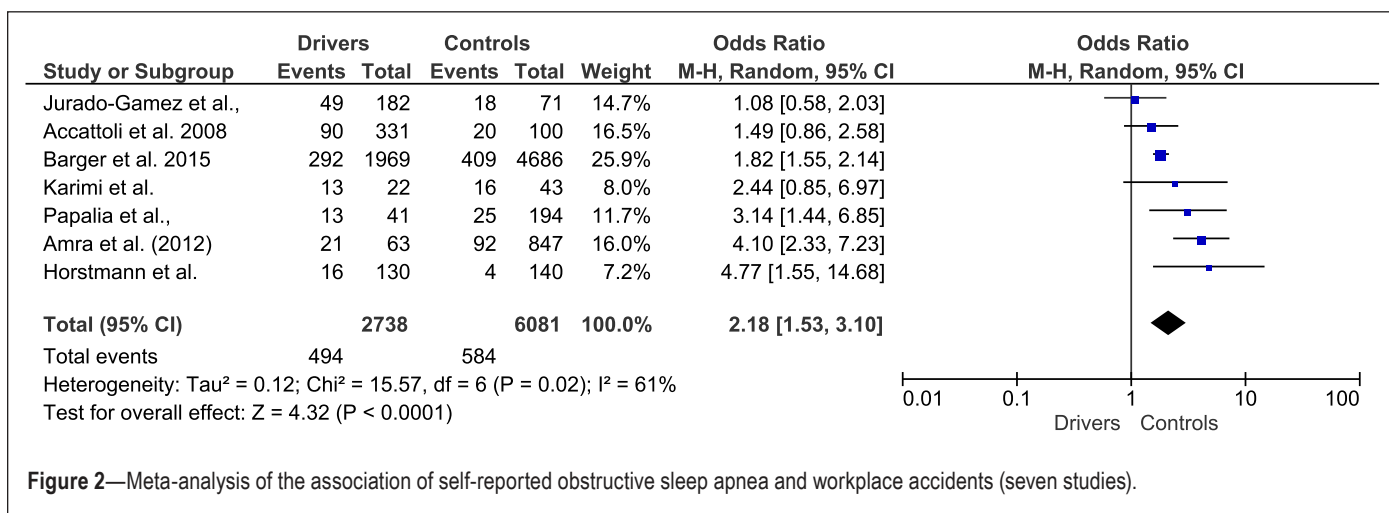 Drivers Controls Odds Ratio Odds Ratio
Study or Subgroup Events Total Events Total Weight M-H, Random, 95% CI M-H, Random, 95% CI
Jurado-Gamez et al., 49 182 18 71 14.7% 1.08 [0.58, 2.03]
Accattoli et al. 2008 90 331 20 100 16.5% 1.49 [0.86, 2.58]
Barger et al. 2015 292 1969 409 4686 25.9% 1.82 [1.55, 2.14]
Karimi et al. 13 22 16 43 8.0% 2.44 [0.85, 6.97]
Papalia et al., 13 41 25 194 11.7% 3.14 [1.44, 6.85]
Amra et al. (2012) 21 63 92 847 16.0% 4.10 [2.33, 7.23]
Horstmann et al. 16 130 4 140 7.2% 4.77 [1.55, 14.68]
Total (95% CI) 2738 6081 100.0% 2.18 [1.53, 3.10]
Total events 494 584
Heterogeneity: Tau² = 0.12; Chi² = 15.57, df = 6 (P = 0.02); I² = 61%
Test for overall effect: Z = 4.32 (P < 0.0001)
0.01 0.1 1 10 100
Drivers Controls
Figure 2—Meta-analysis of the association of self-reported obstructive sleep apnea and workplace accidents (seven studies).